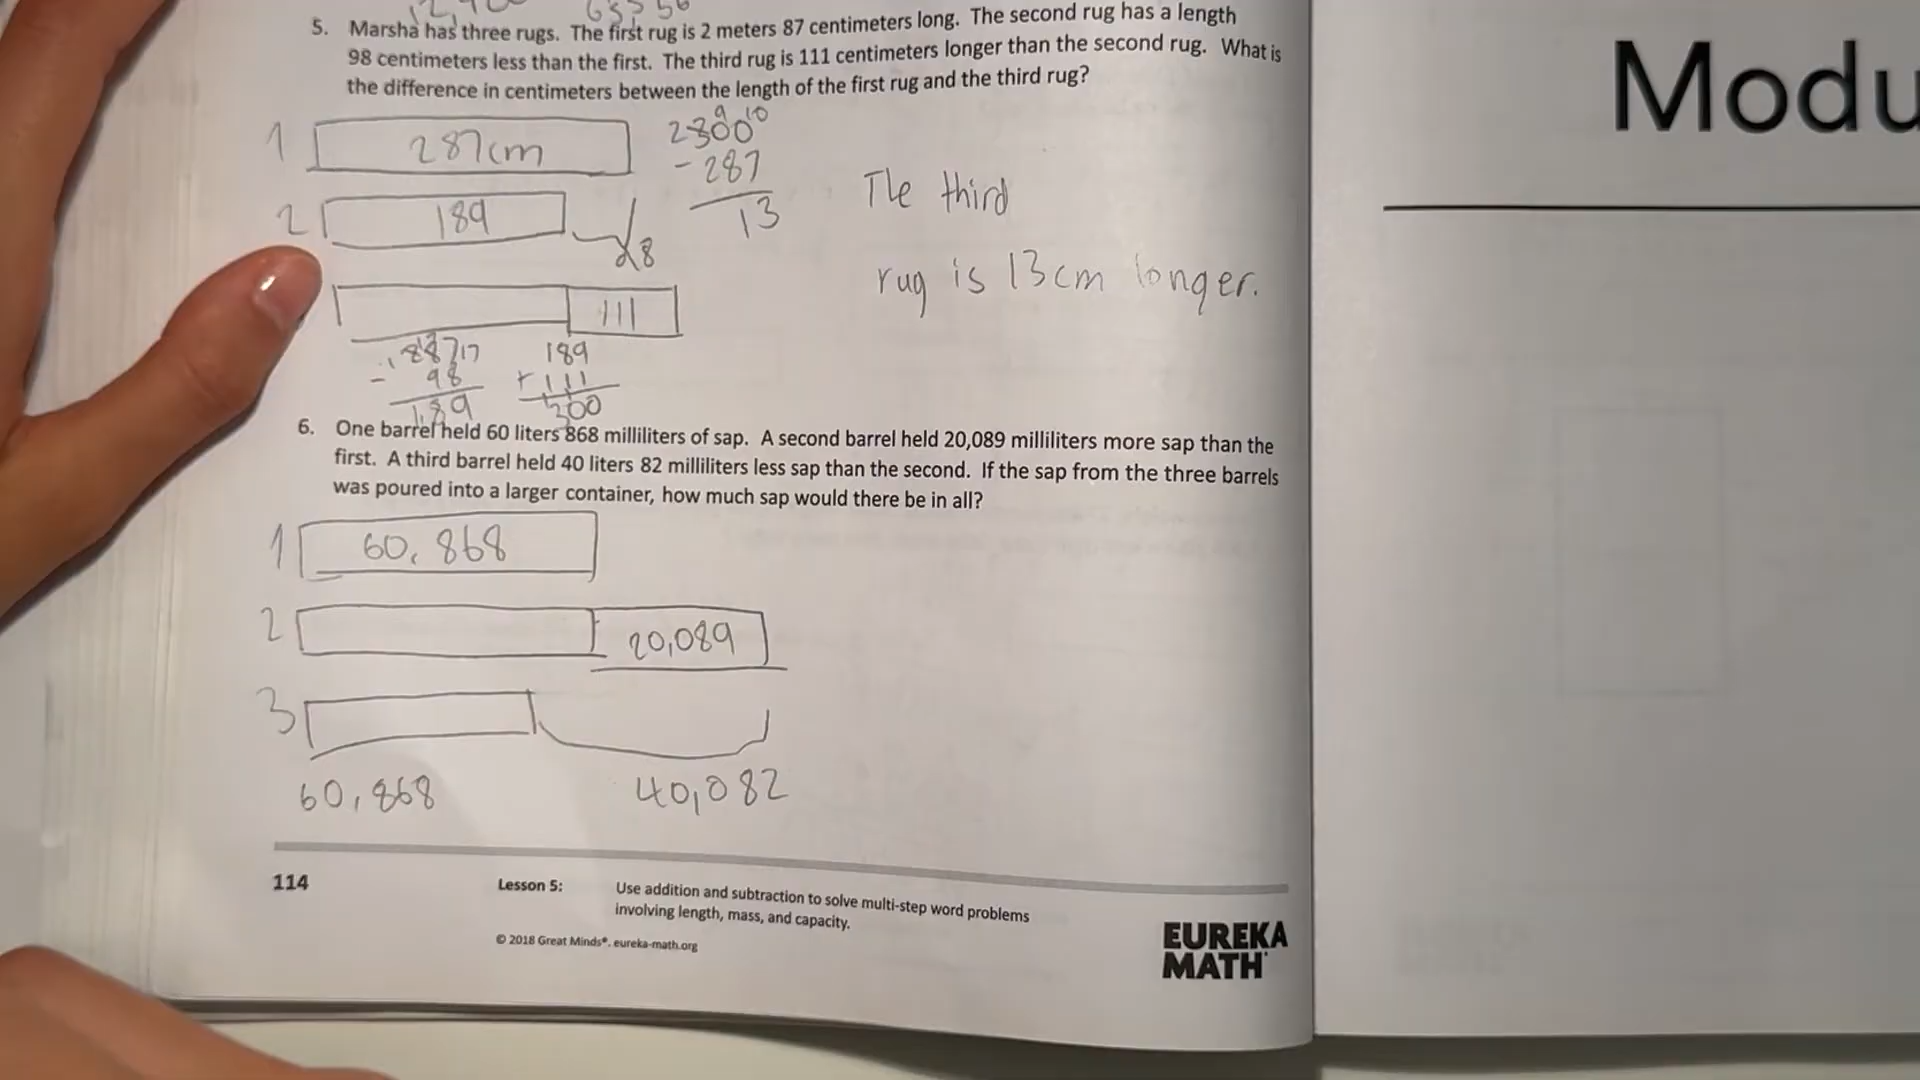 5. Marsha has three rugs. The first rug is 2 meters 87 centimeters long. The second rug has a length
98 centimeters less than the first. The third rug is 111 centimeters longer than the second rug. What is
the difference in centimeters between the length of the first rug and the third rug?
1 287cm
2 189
111
- 287
13
The third
rug is 13cm longer.
98
189
189
+ 111
300
6. One barrel held 60 liters 868 milliliters of sap. A second barrel held 20,089 milliliters more sap than the
first. A third barrel held 40 liters 82 milliliters less sap than the second. If the sap from the three barrels
was poured into a larger container, how much sap would there be in all?
1 60,868
2 20,089
3
60,868 40,082
114 Lesson 5: Use addition and subtraction to solve multi-step word problems
involving length, mass, and capacity.
© 2018 Great Minds®. eureka-math.org
EUREKA
MATH